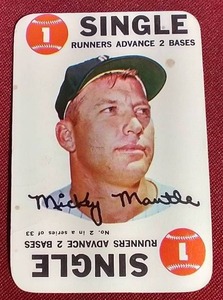 1 SINGLE
RUNNERS ADVANCE 2 BASES
Micky Mantle
No. 2 in a series of 33
RUNNERS ADVANCE 2 BASES
SINGLE 1